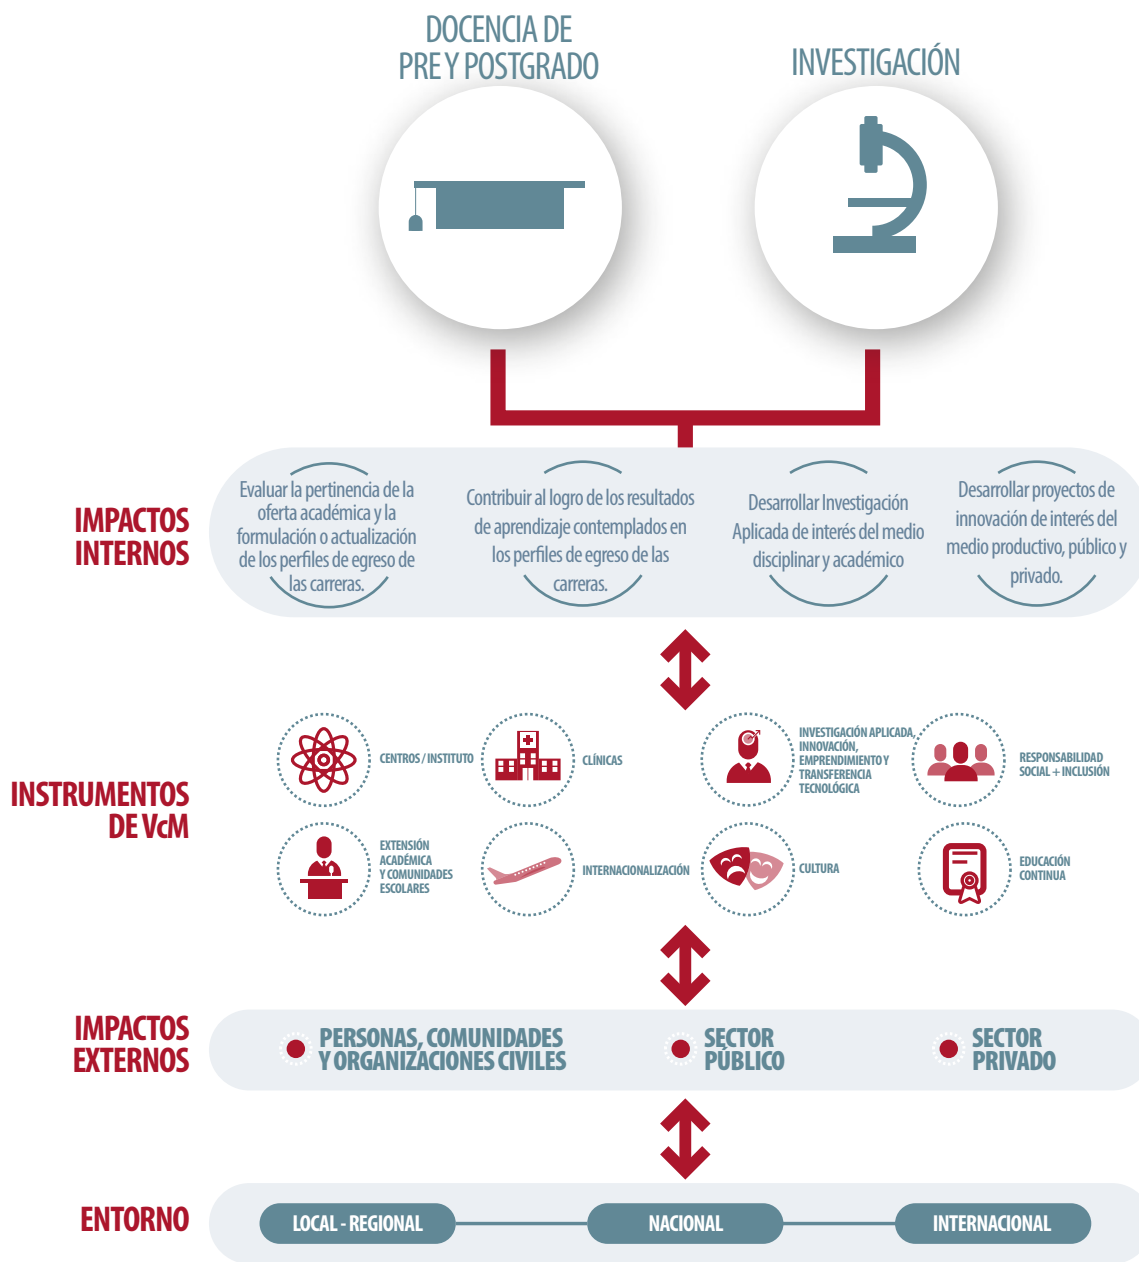 DOCENCIA DE
PRE Y POSTGRADO
INVESTIGACIÓN
IMPACTOS
INTERNOS
Evaluar la pertinencia de la
oferta académica y la
formulación o actualización
de los perfiles de egreso de
las carreras.
Contribuir al logro de los resultados
de aprendizaje contemplados en
los perfiles de egreso de las
carreras.
Desarrollar Investigación
Aplicada de interés del medio
disciplinar y académico
Desarrollar proyectos de
innovación de interés del
medio productivo, público y
privado.
INSTRUMENTOS
DE VcM
CENTROS / INSTITUTO
CLÍNICAS
INVESTIGACIÓN APLICADA,
INNOVACIÓN,
EMPRENDIMIENTO Y
TRANSFERENCIA
TECNOLÓGICA
RESPONSABILIDAD
SOCIAL + INCLUSIÓN
EXTENSIÓN
ACADÉMICA
Y COMUNIDADES
ESCOLARES
INTERNACIONALIZACIÓN
CULTURA
EDUCACIÓN
CONTINUA
IMPACTOS
EXTERNOS
PERSONAS, COMUNIDADES
Y ORGANIZACIONES CIVILES
SECTOR
PÚBLICO
SECTOR
PRIVADO
ENTORNO
LOCAL - REGIONAL
NACIONAL
INTERNACIONAL